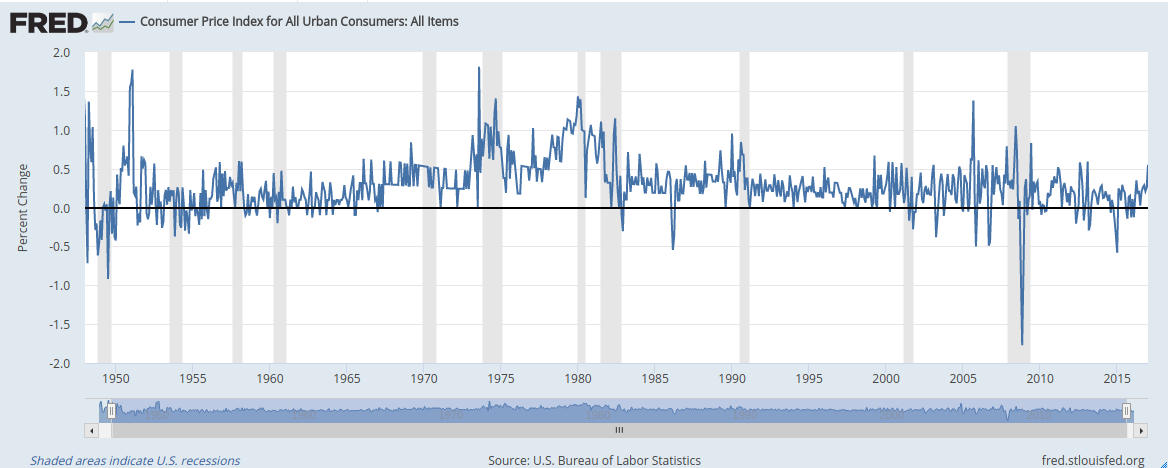 FRED
Consumer Price Index for All Urban Consumers: All Items
Percent Change
2.0
1.5
1.0
0.5
0.0
-0.5
-1.0
-1.5
-2.0
1950 1955 1960 1965 1970 1975 1980 1985 1990 1995 2000 2005 2010 2015
Shaded areas indicate U.S. recessions
Source: U.S. Bureau of Labor Statistics
fred.stlouisfed.org